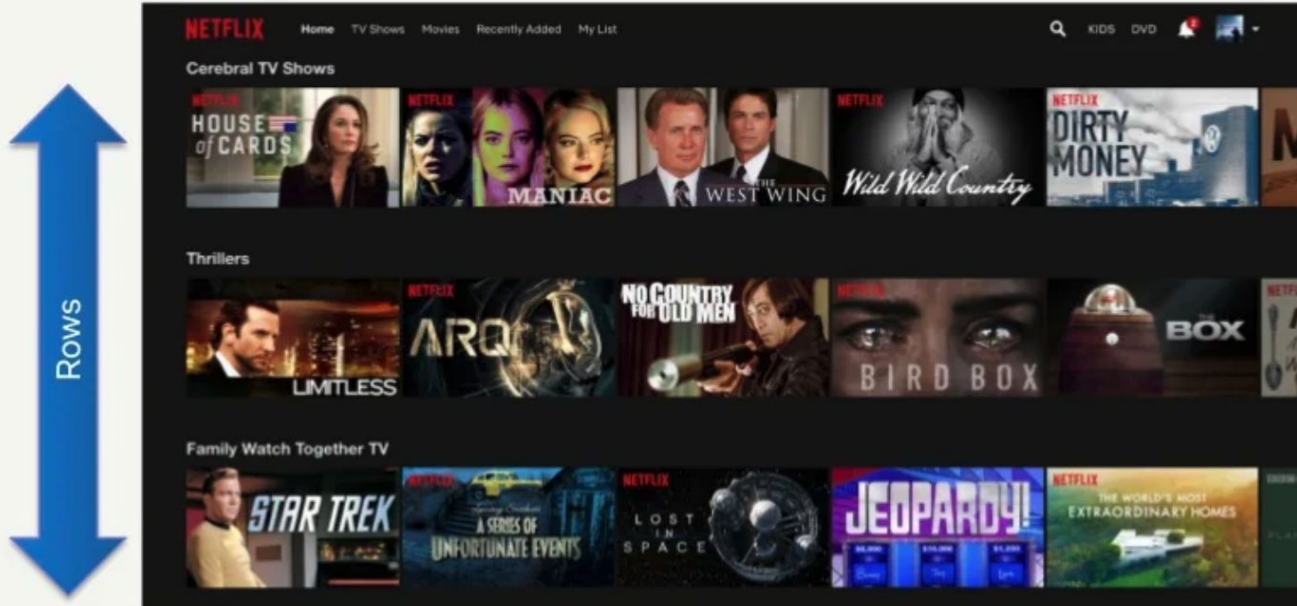 NETFLIX Home TV Shows Movies Recently Added My List KIDS DVD 2
Cerebral TV Shows
NETFLIX
HOUSE
of CARDS
NETFLIX
MANIAC
THE
WEST WING
NETFLIX
Wild Wild Country
NETFLIX
DIRTY
MONEY
M
Rows
Thrillers
LIMITLESS
NETFLIX
ARQ
NO COUNTRY
FOR OLD MEN
NETFLIX
BIRD BOX
THE
BOX
Family Watch Together TV
STAR TREK
NETFLIX
A SERIES OF
UNFORTUNATE EVENTS
NETFLIX
LOST
IN
SPACE
JEOPARDY!
NETFLIX
THE WORLD'S MOST
EXTRAORDINARY HOMES